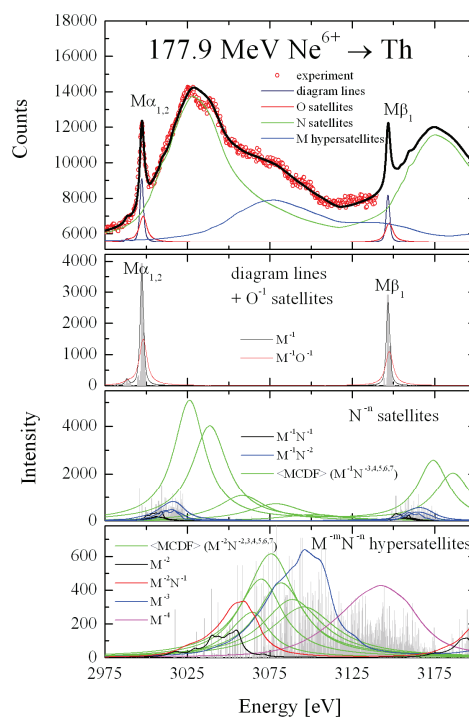 177.9 MeV Ne⁶⁺ → Th
experiment
diagram lines
O satellites
N satellites
M hypersatellites
Mα₁,₂
Mβ₁
Counts
18000
16000
14000
12000
10000
8000
6000
Mα₁,₂
diagram lines
+ O⁻¹ satellites
Mβ₁
M⁻¹
M⁻¹O⁻¹
4000
3000
2000
1000
0
N⁻ⁿ satellites
M⁻¹N⁻¹
M⁻¹N⁻²
<MCDF> (M⁻¹N⁻³,⁴,⁵,⁶,⁷)
Intensity
4000
2000
0
<MCDF> (M⁻²N⁻²,³,⁴,⁵,⁶,⁷)
M⁻ᵐN⁻ⁿ hypersatellites
M⁻²
M⁻²N⁻¹
M⁻³
M⁻⁴
600
400
200
0
2975 3025 3075 3125 3175
Energy [eV]